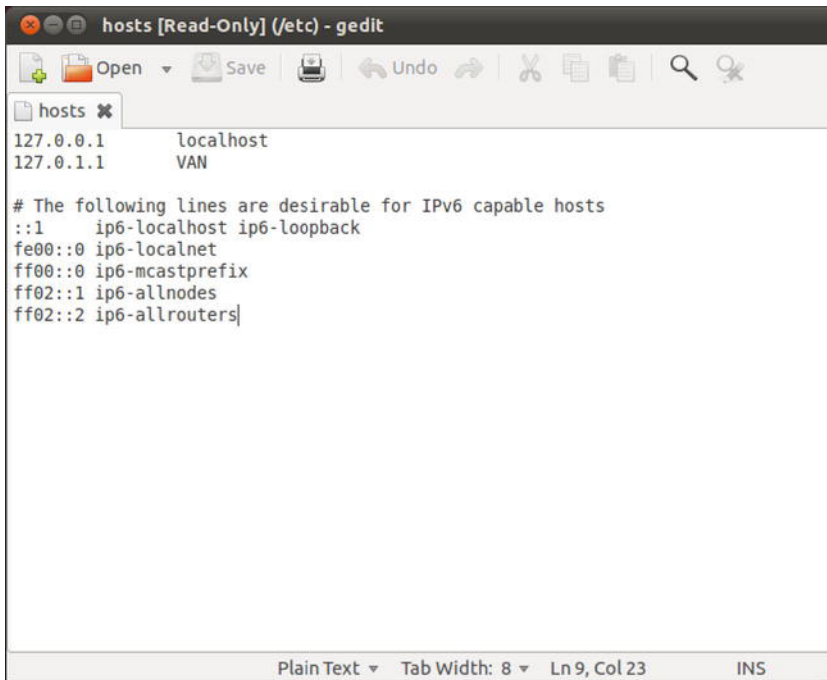 hosts [Read-Only] (/etc) - gedit
Open Save Undo
hosts
127.0.0.1 localhost
127.0.1.1 VAN
# The following lines are desirable for IPv6 capable hosts
::1 ip6-localhost ip6-loopback
fe00::0 ip6-localnet
ff00::0 ip6-mcastprefix
ff02::1 ip6-allnodes
ff02::2 ip6-allrouters
Plain Text Tab Width: 8 Ln 9, Col 23 INS